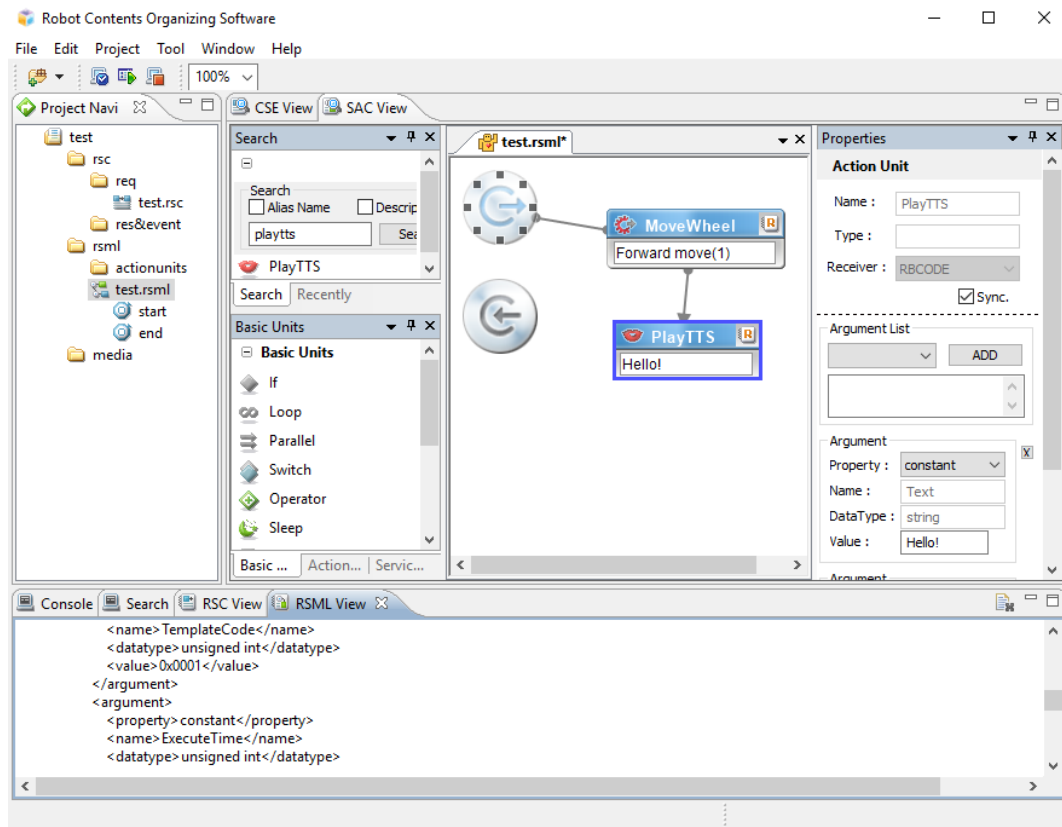 Robot Contents Organizing Software
File Edit Project Tool Window Help
100%
Project Navi
test
rsc
req
test.rsc
res&event
rsml
actionunits
test.rsml
start
end
media
CSE View SAC View
Search
Search
Alias Name Descrip
playtts Sea
PlayTTS
Search Recently
Basic Units
Basic Units
If
Loop
Parallel
Switch
Operator
Sleep
Basic ... Action... Servic...
test.rsml*
MoveWheel R
Forward move(1)
PlayTTS R
Hello!
Properties
Action Unit
Name : PlayTTS
Type :
Receiver : RBCODE
Sync.
Argument List
ADD
Argument
X
Property : constant
Name : Text
DataType : string
Value : Hello!
Argument
Console Search RSC View RSML View
<name>TemplateCode</name>
<datatype>unsigned int</datatype>
<value>0x0001</value>
</argument>
<argument>
<property>constant</property>
<name>ExecuteTime</name>
<datatype>unsigned int</datatype>